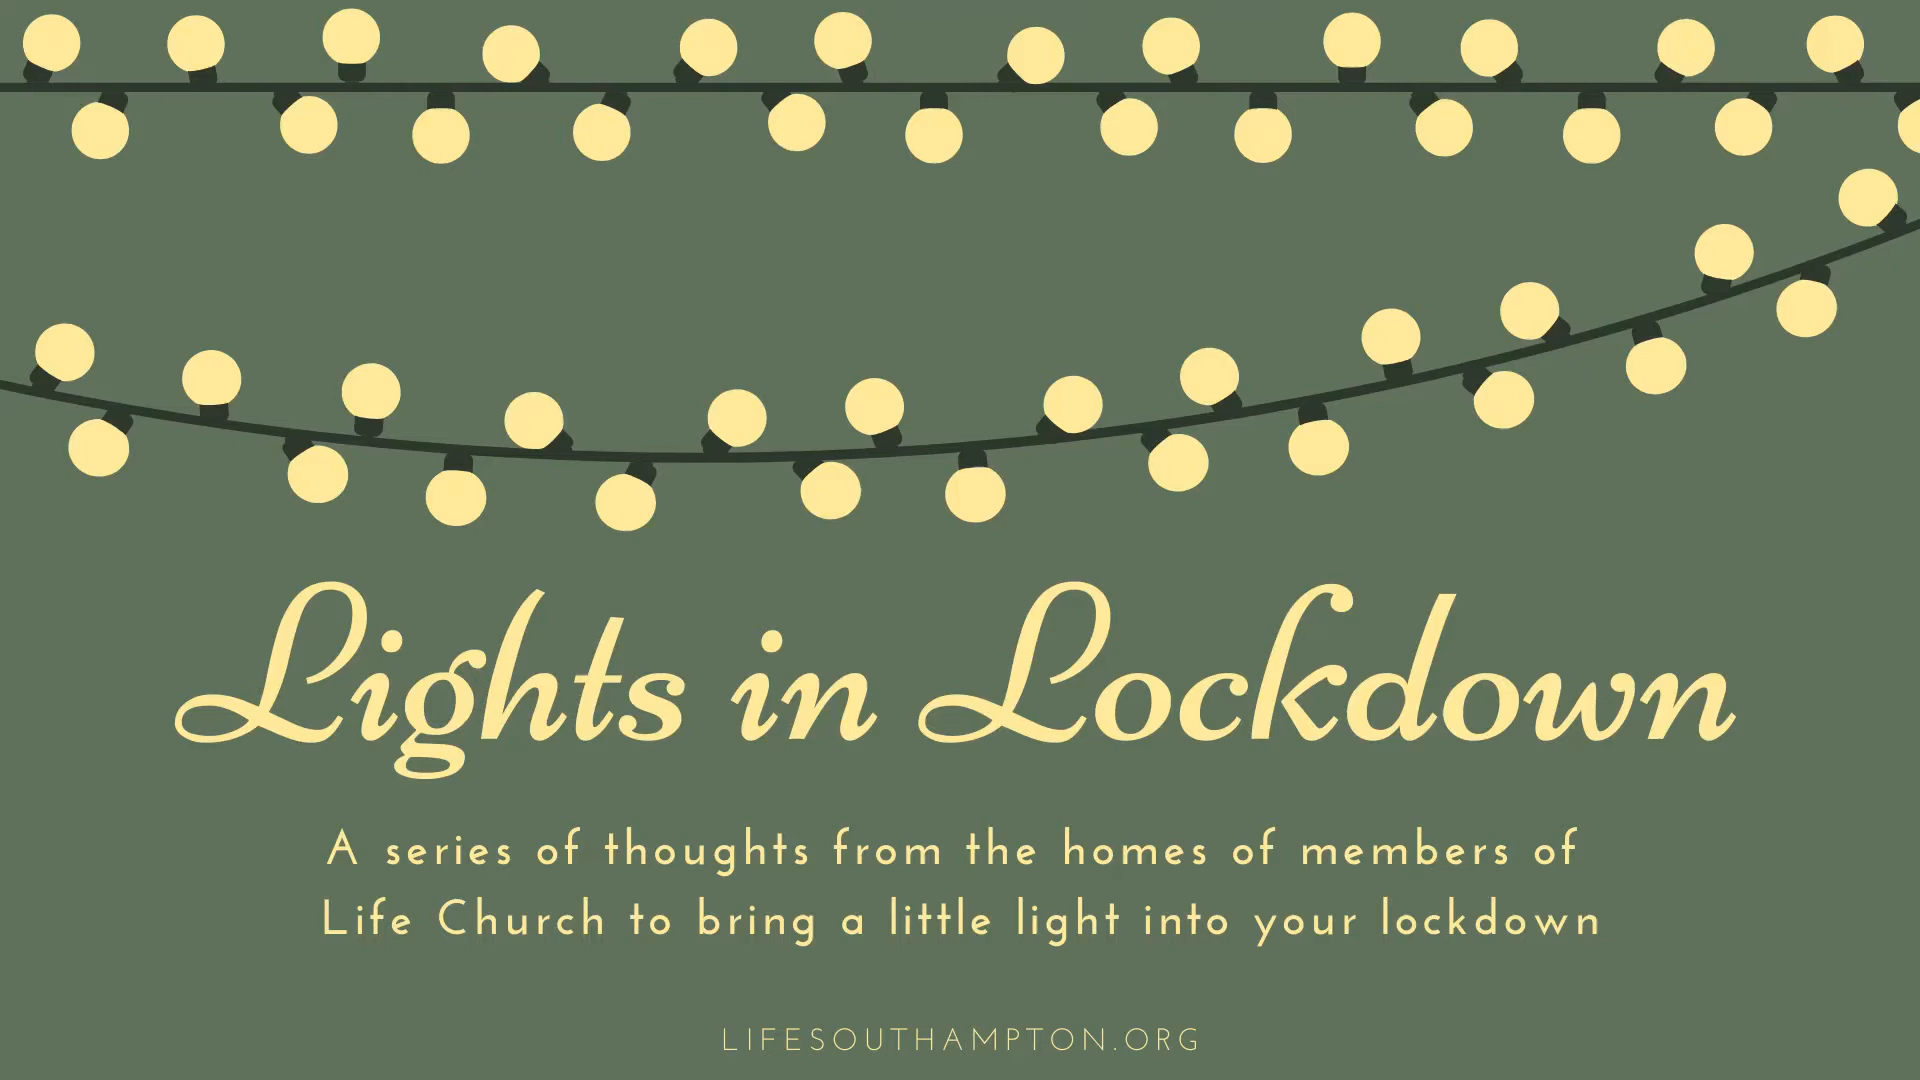 Lights in Lockdown
A series of thoughts from the homes of members of
Life Church to bring a little light into your lockdown
LIFESOUTHAMPTON.ORG